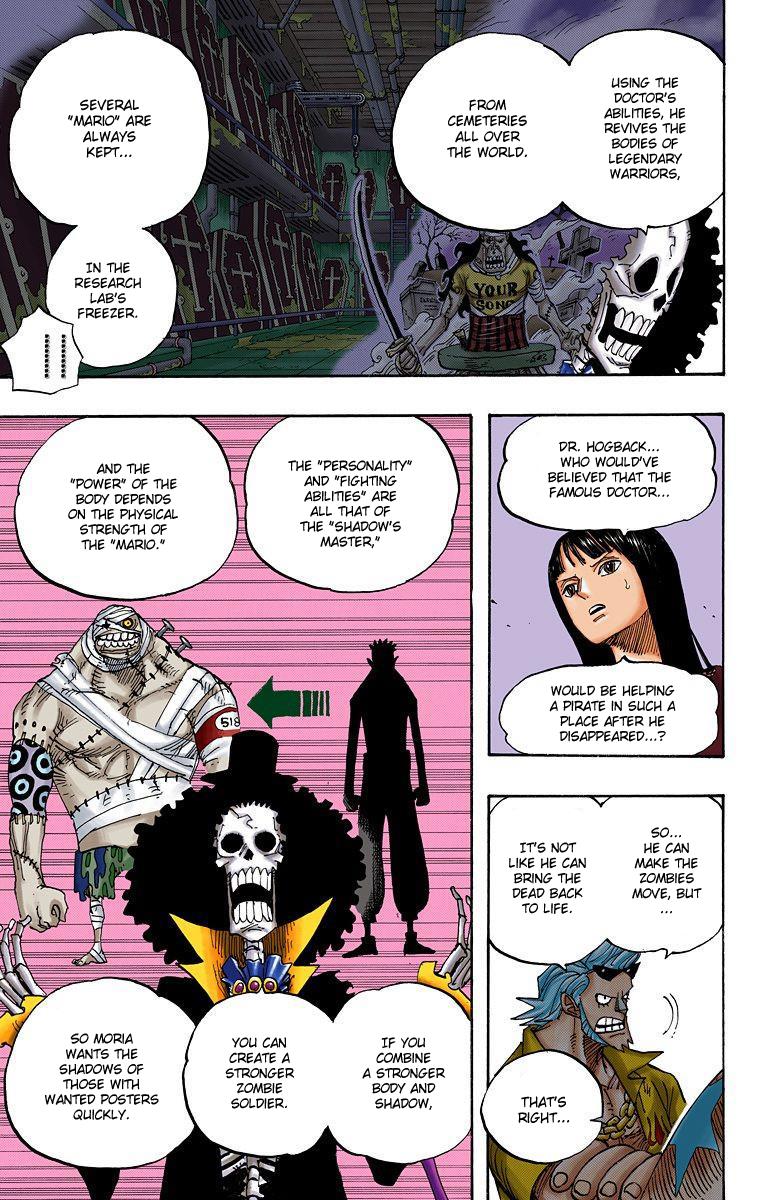 USING THE
DOCTOR'S
ABILITIES, HE
REVIVES THE
BODIES OF
LEGENDARY
WARRIORS,
FROM
CEMETERIES
ALL OVER
THE WORLD.
SEVERAL
"MARIO" ARE
ALWAYS
KEPT...
IN THE
RESEARCH
LAB'S
FREEZER.
YOUR
SONG
!!
DR. HOGBACK...
WHO WOULD'VE
BELIEVED THAT THE
FAMOUS DOCTOR...
WOULD BE HELPING
A PIRATE IN SUCH A
PLACE AFTER HE
DISAPPEARED...?
THE "PERSONALITY"
AND "FIGHTING
ABILITIES" ARE
ALL THAT OF
THE "SHADOW'S
MASTER,"
AND THE
"POWER" OF THE
BODY DEPENDS
ON THE PHYSICAL
STRENGTH OF
THE "MARIO."
518
IF YOU
COMBINE
A STRONGER
BODY AND
SHADOW,
YOU CAN
CREATE A
STRONGER
ZOMBIE
SOLDIER.
SO MORIA
WANTS THE
SHADOWS OF
THOSE WITH
WANTED POSTERS
QUICKLY.
SO...
HE CAN
MAKE THE
ZOMBIES
MOVE, BUT
...
IT'S NOT
LIKE HE CAN
BRING THE
DEAD BACK
TO LIFE.
THAT'S
RIGHT...